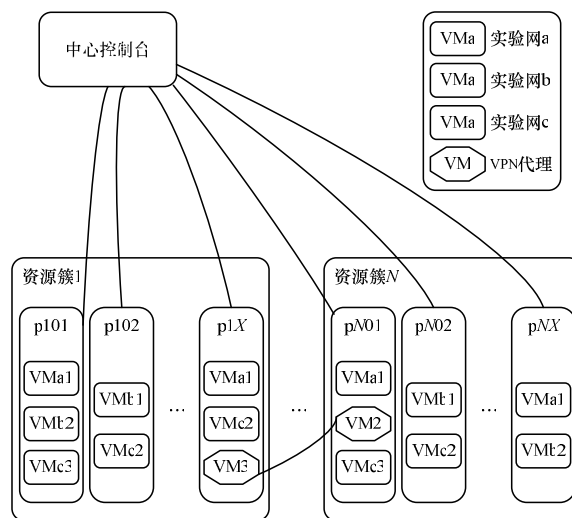 中心控制台
VMa 实验网a
VMa 实验网b
VMa 实验网c
VM VPN代理
资源簇1
资源簇N
p101
p102
p1X
pN01
pN02
pNX
VMa1
VMb2
VMc3
VMb1
VMc2
...
VMa1
VMc2
VM3
...
VMa1
VM2
VMc3
VMb1
VMc2
...
VMa1
VMb2